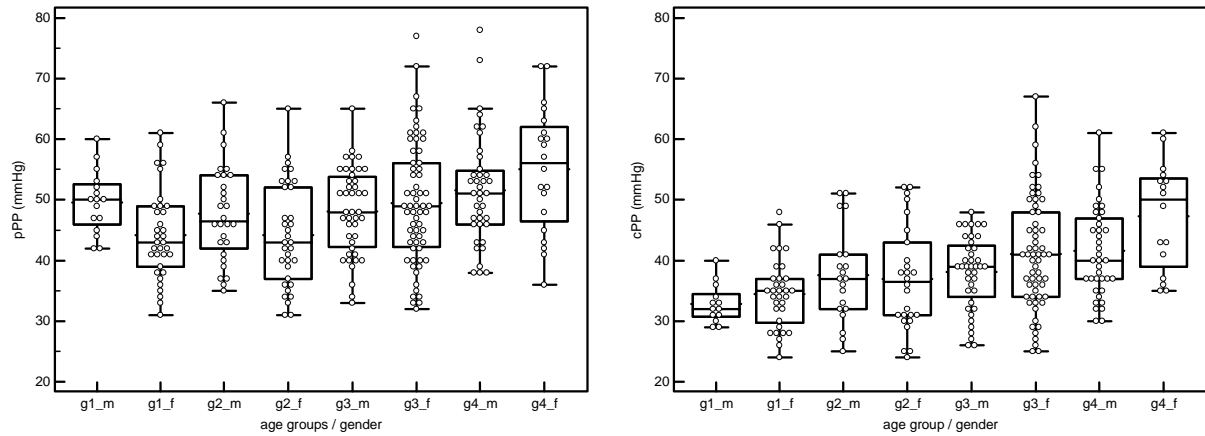 80
70
60
50
40
30
20
pPP (mmHg)
g1_m g1_f g2_m g2_f g3_m g3_f g4_m g4_f
age groups / gender
80
70
60
50
40
30
20
cPP (mmHg)
g1_m g1_f g2_m g2_f g3_m g3_f g4_m g4_f
age group / gender